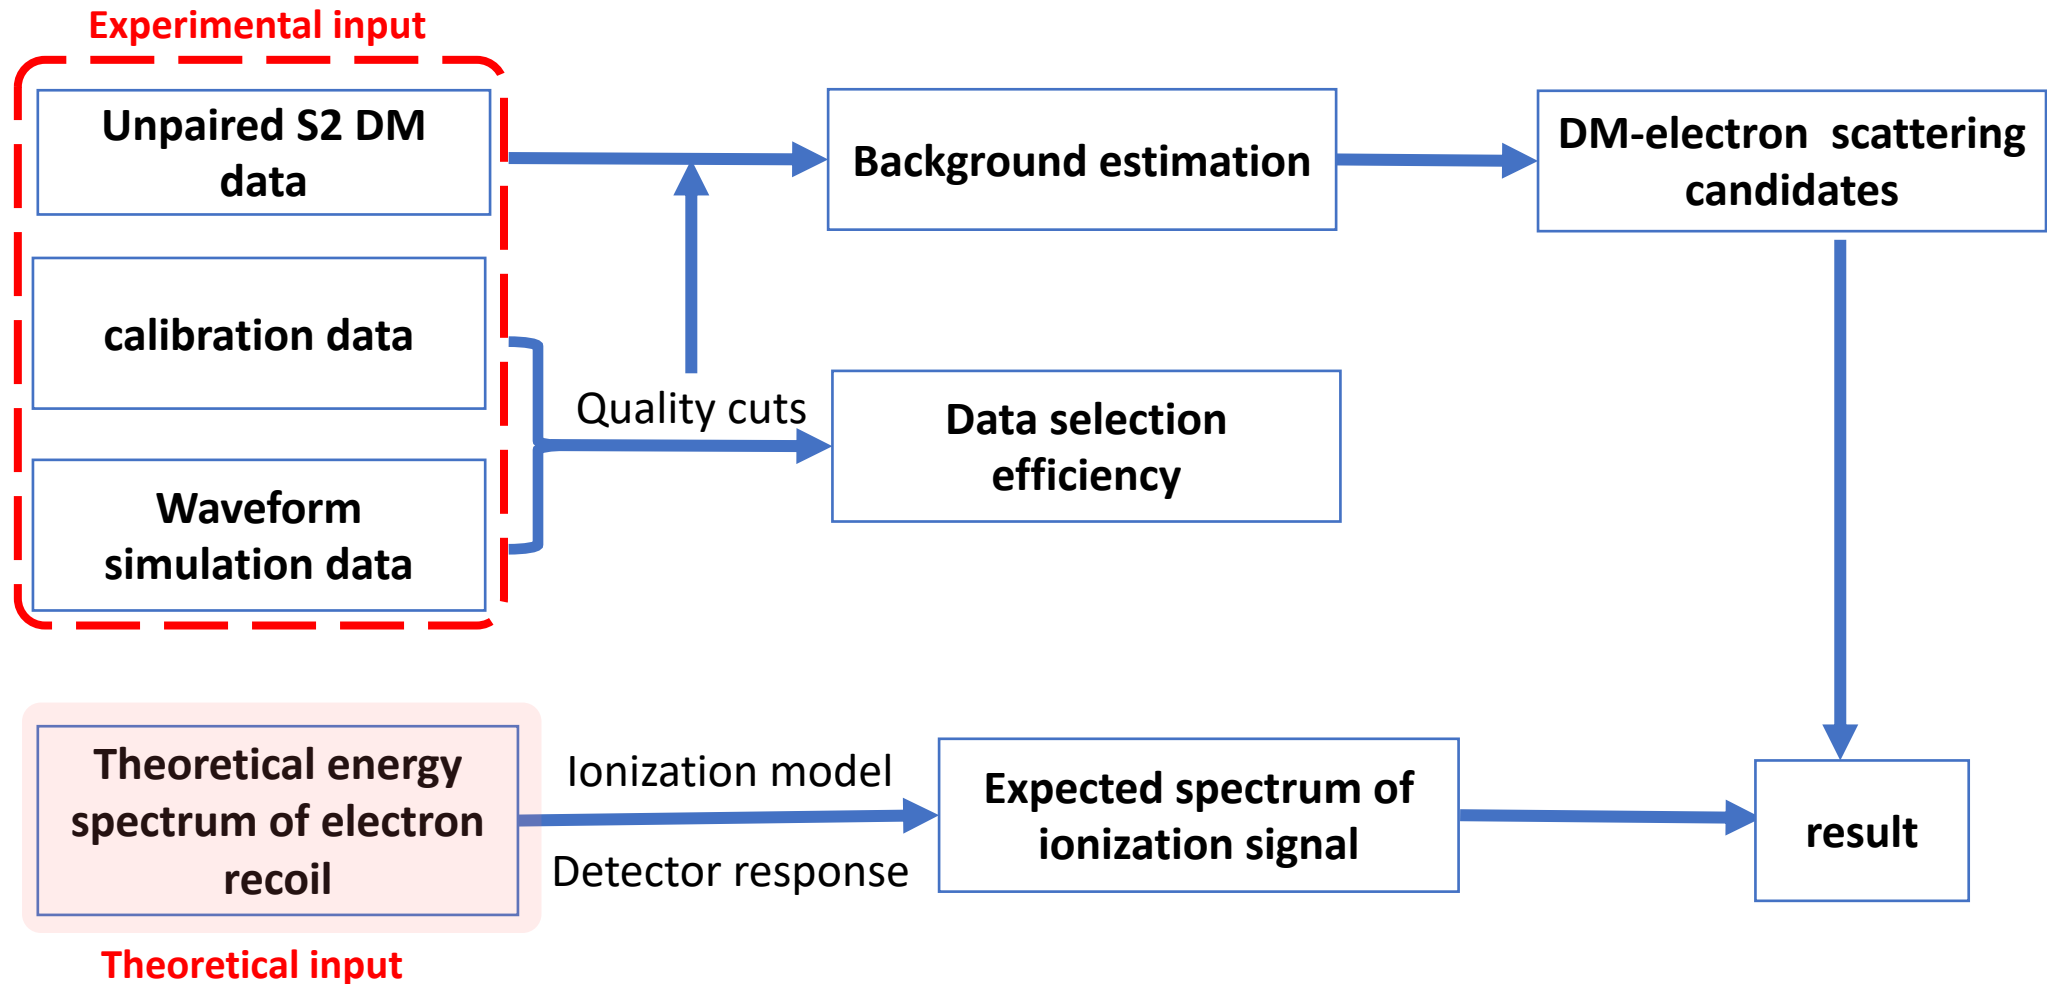 Experimental input
Unpaired S2 DM
data
Background estimation
DM-electron  scattering
candidates
calibration data
Quality cuts
Data selection
efficiency
Waveform
simulation data
Theoretical energy
spectrum of electron
recoil
Ionization model
Detector response
Expected spectrum of
ionization signal
result
Theoretical input